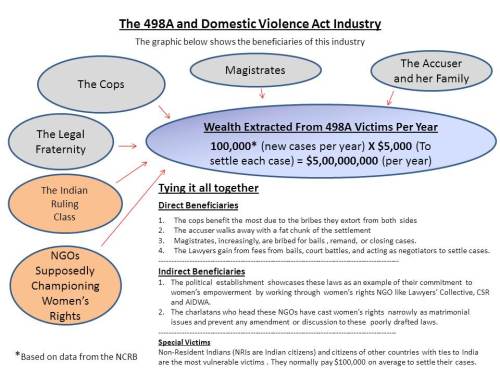 The 498A and Domestic Violence Act Industry
The graphic below shows the beneficiaries of this industry
The Cops
Magistrates
The Accuser
and her Family
The Legal
Fraternity
The Indian
Ruling
Class
NGOs
Supposedly
Championing
Women's
Rights
Wealth Extracted From 498A Victims Per Year
100,000* (new cases per year) X $5,000 (To
settle each case) = $5,00,000,000 (per year)
Tying it all together
Direct Beneficiaries
1. The cops benefit the most due to the bribes they extort from both sides
2. The accuser walks away with a fat chunk of the settlement
3. Magistrates, increasingly, are bribed for bails , remand, or closing cases.
4. The Lawyers gain from fees from bails, court battles, and acting as negotiators to settle cases.
Indirect Beneficiaries
1. The political establishment showcases these laws as an example of their commitment to
women's empowerment by working through women's rights NGO like Lawyers' Collective, CSR
and AIDWA.
2. The charlatans who head these NGOs have cast women's rights narrowly as matrimonial
issues and prevent any amendment or discussion to these poorly drafted laws.
Special Victims
Non-Resident Indians (NRIs are Indian citizens) and citizens of other countries with ties to India
are the most vulnerable victims . They normally pay $100,000 on average to settle their cases.
*Based on data from the NCRB